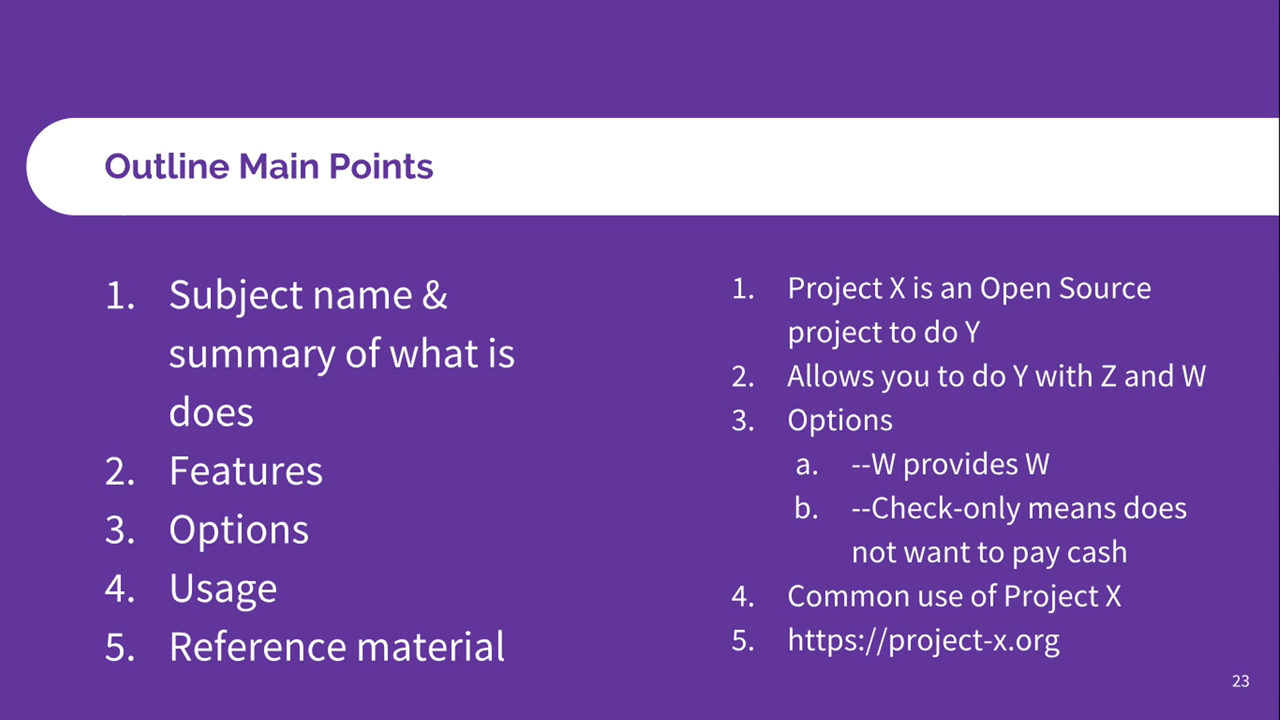 Outline Main Points
1. Subject name &
summary of what is
does
2. Features
3. Options
4. Usage
5. Reference material
1. Project X is an Open Source
project to do Y
2. Allows you to do Y with Z and W
3. Options
a. --W provides W
b. --Check-only means does
not want to pay cash
4. Common use of Project X
5. https://project-x.org
23